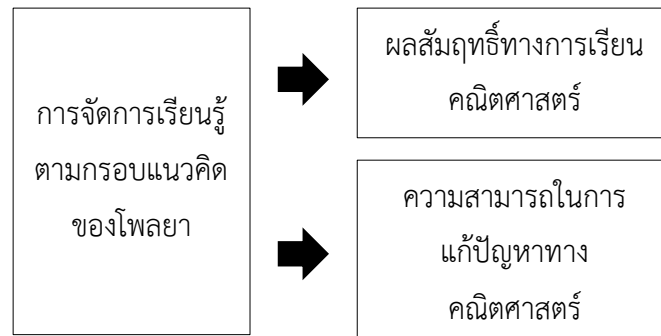 การจัดการเรียนรู้
ตามกรอบแนวคิด
ของโพลยา
ผลสัมฤทธิ์ทางการเรียน
คณิตศาสตร์
ความสามารถในการ
แก้ปัญหาทาง
คณิตศาสตร์